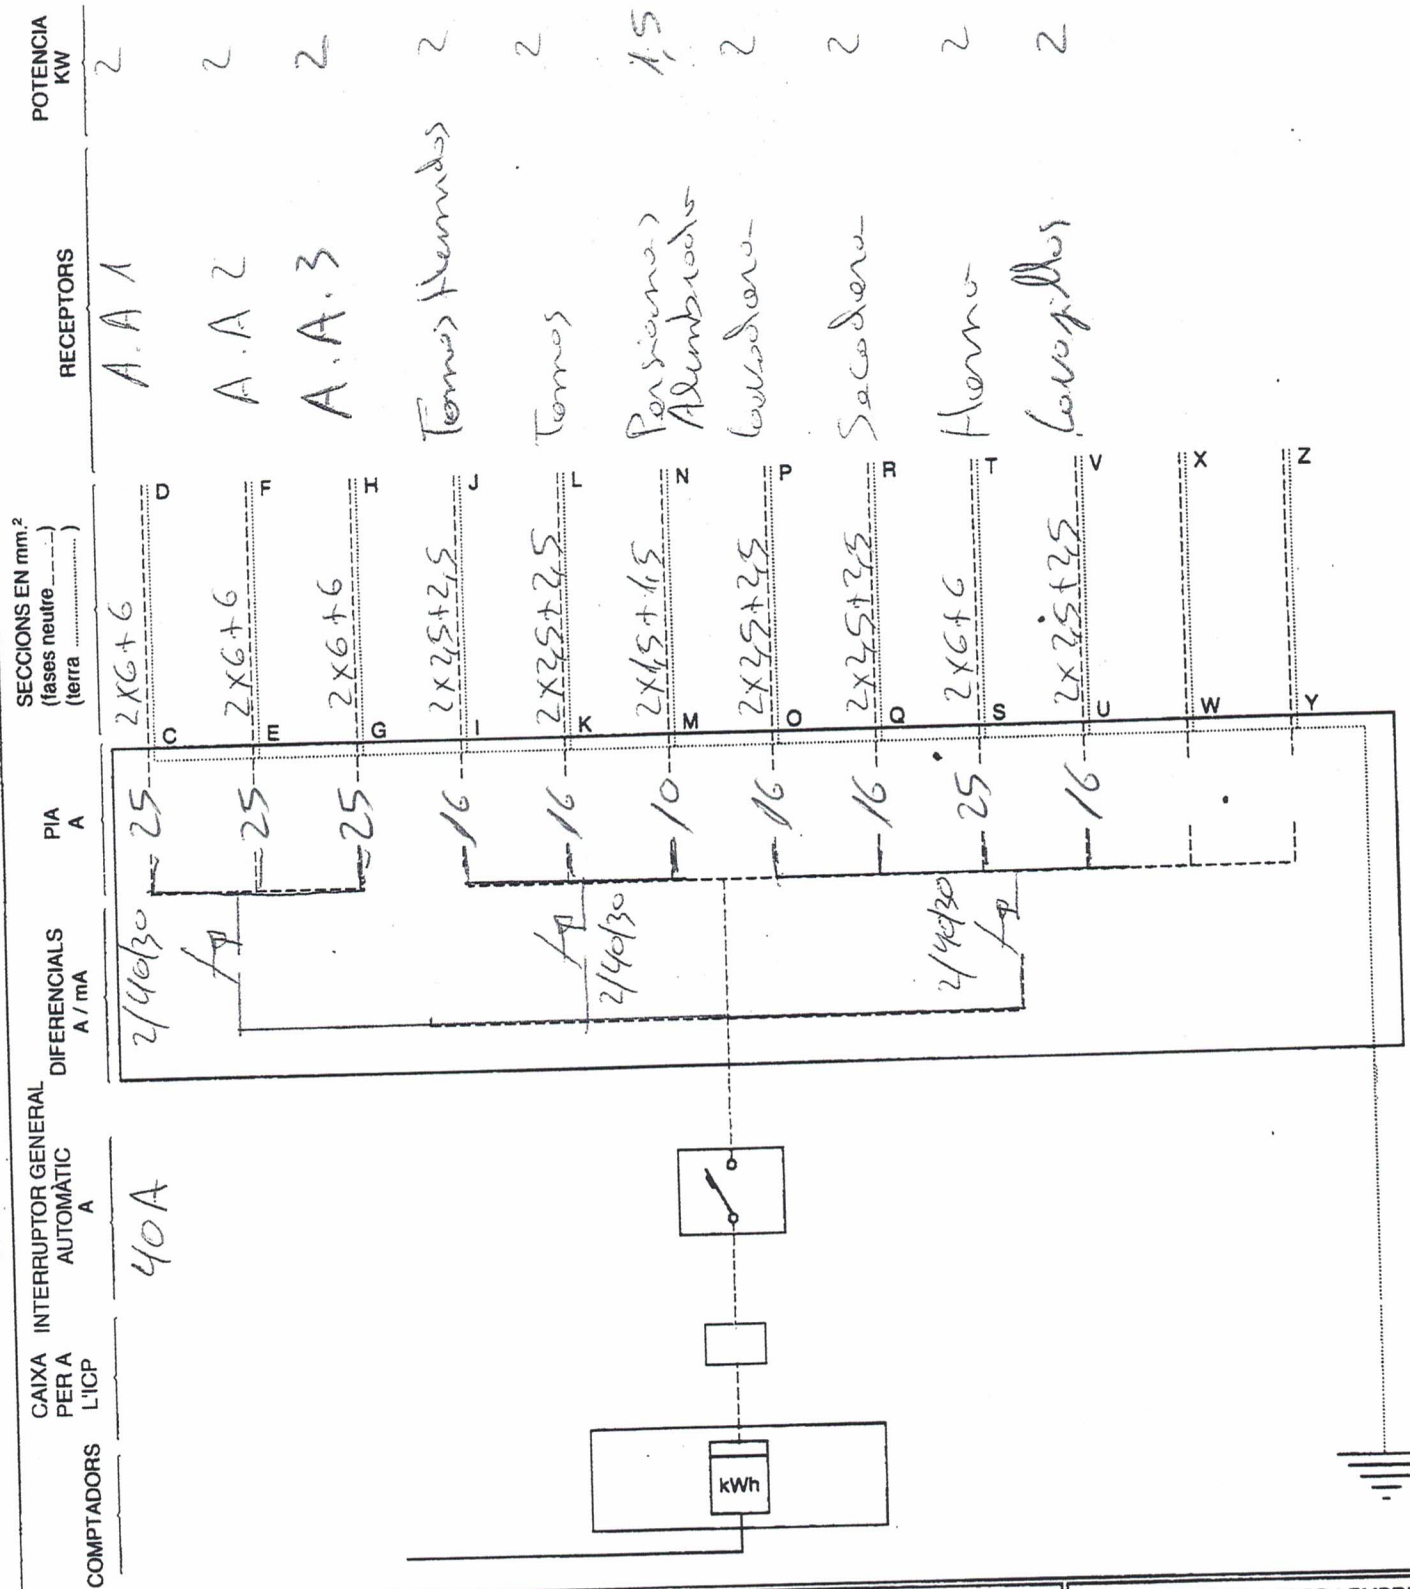 COMPTADORS
CAIXA PER A L'ICP
INTERRUPTOR GENERAL AUTOMÀTIC A
DIFERENCIALS A / mA
PIA A
SECCIONS EN mm.²
(fases neutre ----)
(terra ............)
RECEPTORS
POTENCIA KW
40A
2/40/30
25 C 2x6+6 D A.A 1 2
25 E 2x6+6 F A.A 2 2
25 G 2x6+6 H A.A.3 2
16 I 2x2,5+2,5 J Tomas Humedas 2
2/40/30
16 K 2x2,5+2,5 L Tomas 2
10 M 2x1,5+1,5 N Persianas Alumbrado 1,5
16 O 2x2,5+2,5 P Lavadora 2
16 Q 2x2,5+2,5 R Secadora 2
2/40/30
25 S 2x6+6 T Horno 2
16 U 2x2,5+2,5 V Lavavajillas 2
W X
Y Z
kWh